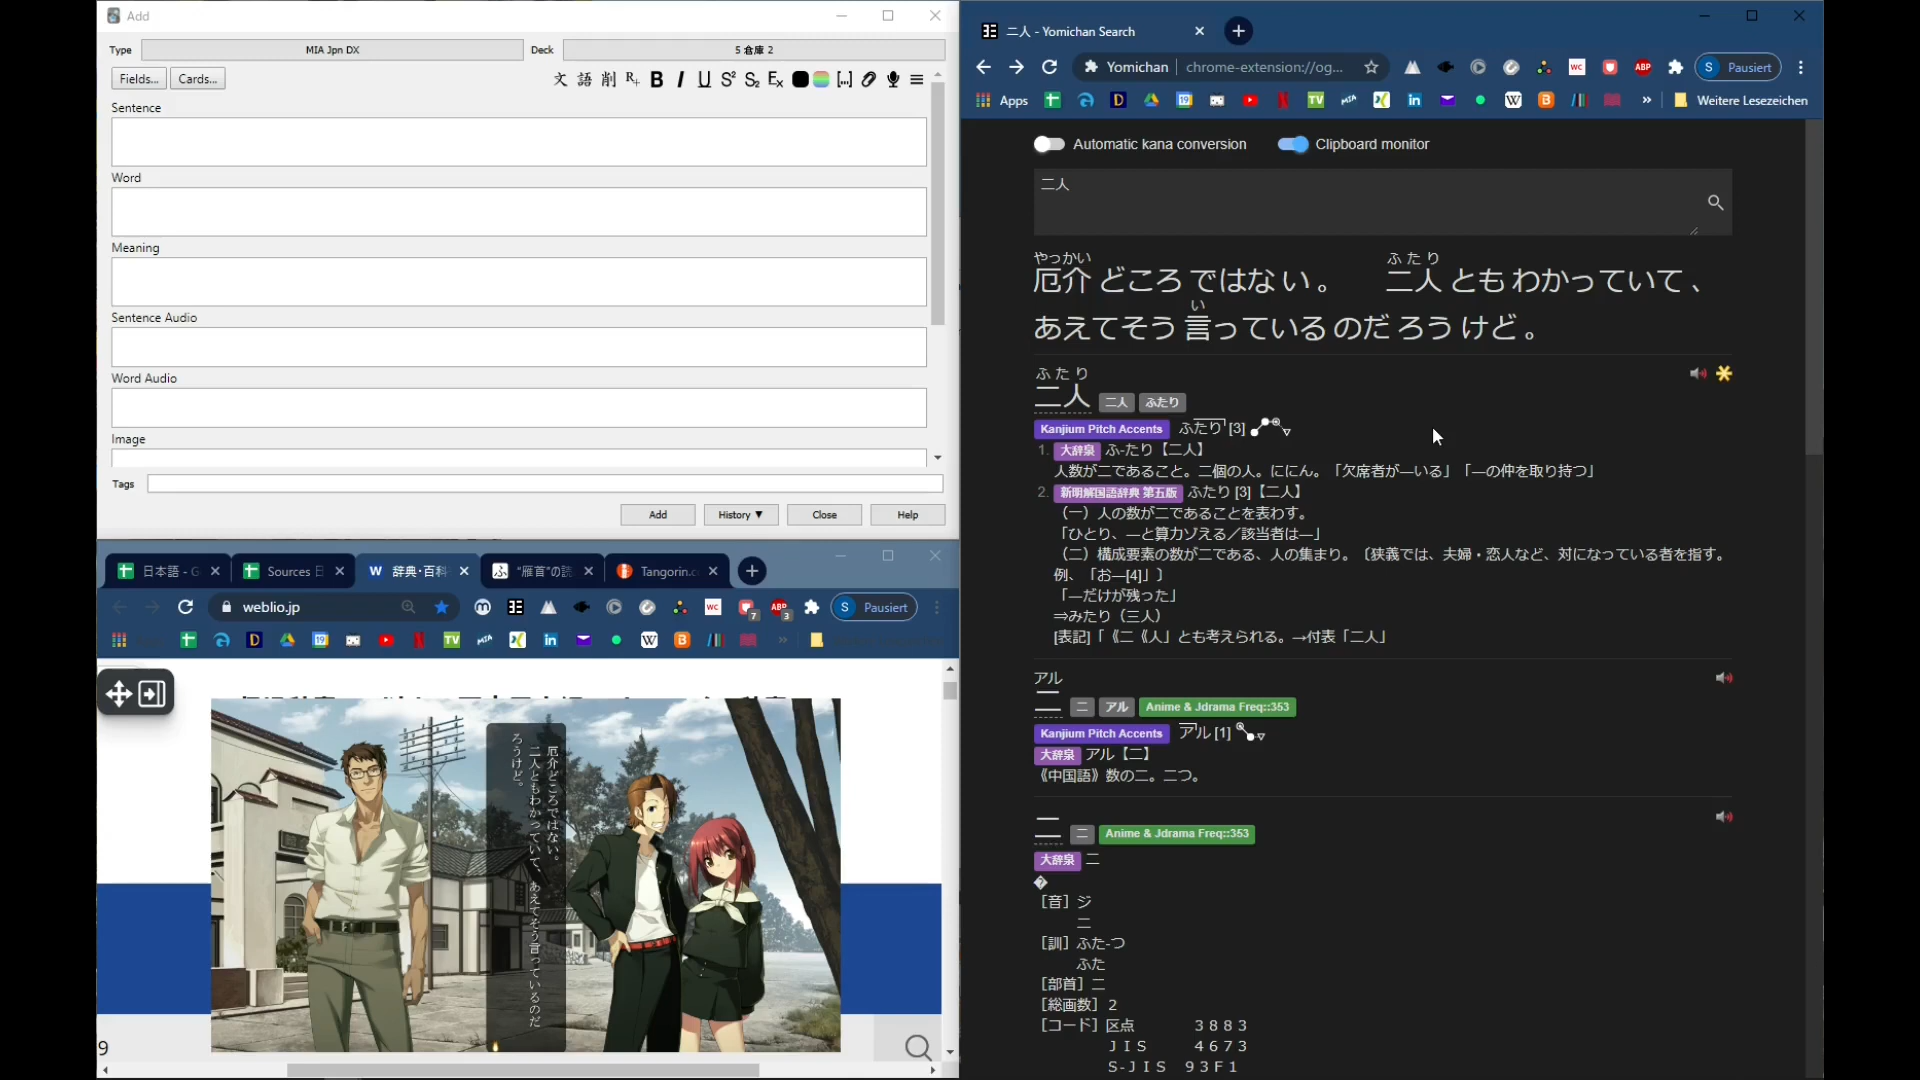 Add
Type
MIA Jpn DX
Deck
5 倉庫 2
Fields...
Cards...
文 語 削 R+ B I U S² S₂ Ex [...]
Sentence
Word
Meaning
Sentence Audio
Word Audio
Image
Tags
Add
History ▼
Close
Help
日本語 - G
Sources 日
辞典・百科
"雁首"の読
Tangorin.c
weblio.jp
WC
7
ABP
3
S Pausiert
厄介どころではない。
二人ともわかっていて、あえてそう言っているのだ
ろうけど。
9
二人 - Yomichan Search
Yomichan
chrome-extension://og...
WC
ABP
S Pausiert
Apps
Weitere Lesezeichen
Automatic kana conversion
Clipboard monitor
二人
やっかい ふたり
厄介どころではない。 二人ともわかっていて、
い
あえてそう言っているのだろうけど。
ふたり
二人 二人 ふたり
Kanjium Pitch Accents ふたり [3]
1. 大辞泉 ふ‐たり【二人】
人数が二であること。二個の人。ににん。「欠席者が―いる」「―の仲を取り持つ」
2. 新明解国語辞典 第五版 ふたり [3]【二人】
（一）人の数が二であることを表わす。
「ひとり、―と算力ゾえる／該当者は―」
（二）構成要素の数が二である、人の集まり。〔狭義では、夫婦・恋人など、対になっている者を指す。
例、「お―[4]」〕
「―だけが残った」
⇒みたり（三人）
[表記]「《二《人」とも考えられる。→付表「二人」
アル
二 二 アル Anime & Jdrama Freq::353
Kanjium Pitch Accents アル [1]
大辞泉 アル【二】
《中国語》数の二。二つ。
二 二 Anime & Jdrama Freq::353
大辞泉 二
�
［音］ジ
ニ
［訓］ふた‐つ
ふた
［部首］二
［総画数］2
［コード］区点 3883
JIS 4673
S-JIS 93F1